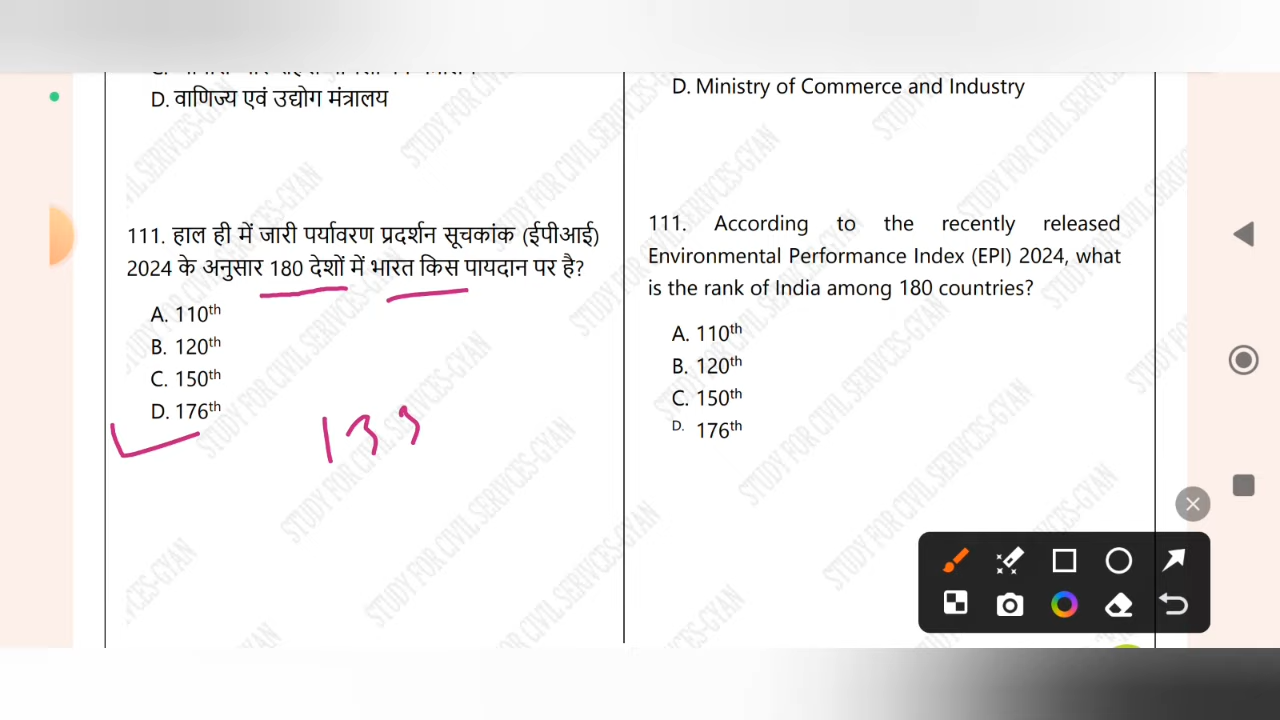 D. वाणिज्य एवं उद्योग मंत्रालय
111. हाल ही में जारी पर्यावरण प्रदर्शन सूचकांक (ईपीआई)
2024 के अनुसार 180 देशों में भारत किस पायदान पर है?
A. 110th
B. 120th
C. 150th
D. 176th
D. Ministry of Commerce and Industry
111. According to the recently released
Environmental Performance Index (EPI) 2024, what
is the rank of India among 180 countries?
A. 110th
B. 120th
C. 150th
D. 176th
STUDY FOR CIVIL SERIVCES-GYAN